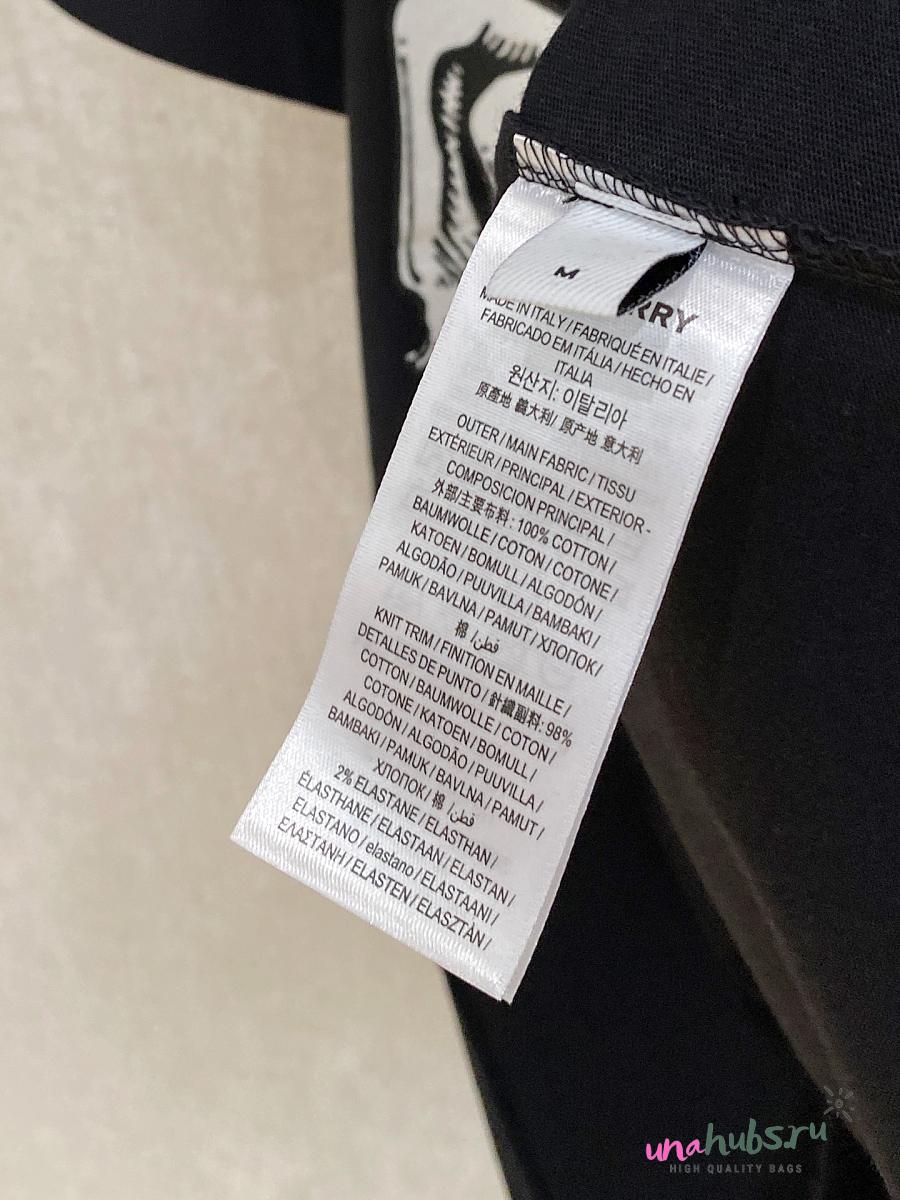 M
RRY
MADE IN ITALY / FABRIQUÉ EN ITALIE /
FABRICADO EM ITÁLIA / HECHO EN
ITALIA
원산지: 이탈리아
原產地 義大利/ 原产地 意大利
OUTER / MAIN FABRIC / TISSU
EXTÉRIEUR / PRINCIPAL / EXTERIOR-
COMPOSICION PRINCIPAL /
外部/主要布料 : 100% COTTON /
BAUMWOLLE / COTON / COTONE /
KATOEN / BOMULL / ALGODÓN /
ALGODÃO / PUUVILLA / BAMBAKI /
PAMUK / BAVLNA / PAMUT / ХЛОПОК /
棉 / قطن
KNIT TRIM / FINITION EN MAILLE /
DETALLES DE PUNTO / 針織副料: 98%
COTTON / BAUMWOLLE / COTON /
COTONE / KATOEN / BOMULL /
ALGODÓN / ALGODÃO / PUUVILLA /
BAMBAKI / PAMUK / BAVLNA / PAMUT /
ХЛОПОК / 棉 / قطن
2% ELASTANE / ELASTHAN /
ÉLASTHANE / ELASTAAN / ELASTAN /
ELASTANO / elastano / ELASTAANI /
ΕΛΑΣΤΑΝΗ / ELASTEN / ELASZTÁN /
unahubs.ru
HIGH QUALITY BAGS